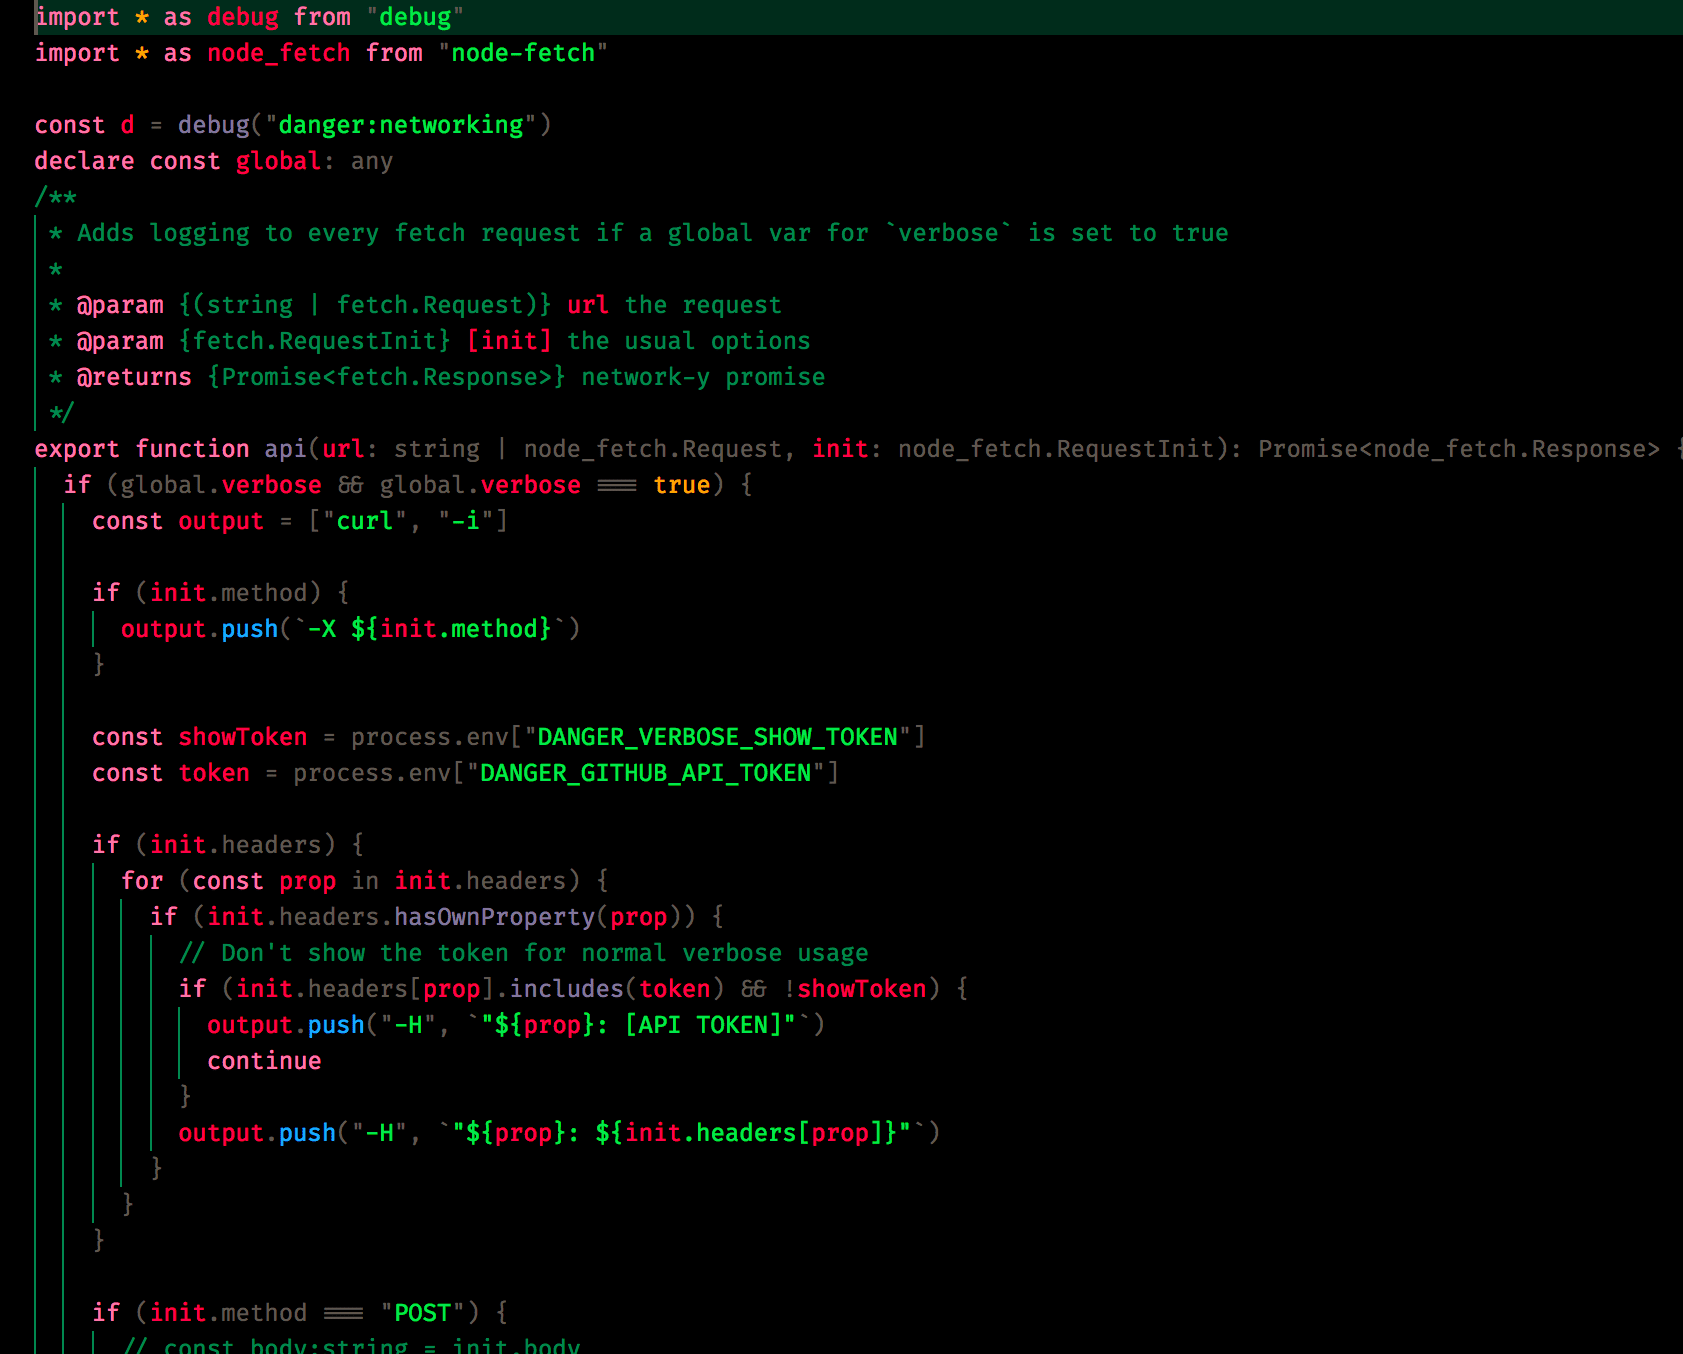 import * as debug from "debug"
import * as node_fetch from "node-fetch"

const d = debug("danger:networking")
declare const global: any
/**
 * Adds logging to every fetch request if a global var for `verbose` is set to true
 *
 * @param {(string | fetch.Request)} url the request
 * @param {fetch.RequestInit} [init] the usual options
 * @returns {Promise<fetch.Response>} network-y promise
 */
export function api(url: string | node_fetch.Request, init: node_fetch.RequestInit): Promise<node_fetch.Response> {
  if (global.verbose && global.verbose === true) {
    const output = ["curl", "-i"]

    if (init.method) {
      output.push(`-X ${init.method}`)
    }

    const showToken = process.env["DANGER_VERBOSE_SHOW_TOKEN"]
    const token = process.env["DANGER_GITHUB_API_TOKEN"]

    if (init.headers) {
      for (const prop in init.headers) {
        if (init.headers.hasOwnProperty(prop)) {
          // Don't show the token for normal verbose usage
          if (init.headers[prop].includes(token) && !showToken) {
            output.push("-H", `"${prop}: [API TOKEN]"`)
            continue
          }
          output.push("-H", `"${prop}: ${init.headers[prop]}"`)
        }
      }
    }

    if (init.method === "POST") {
      // const body:string = init.body